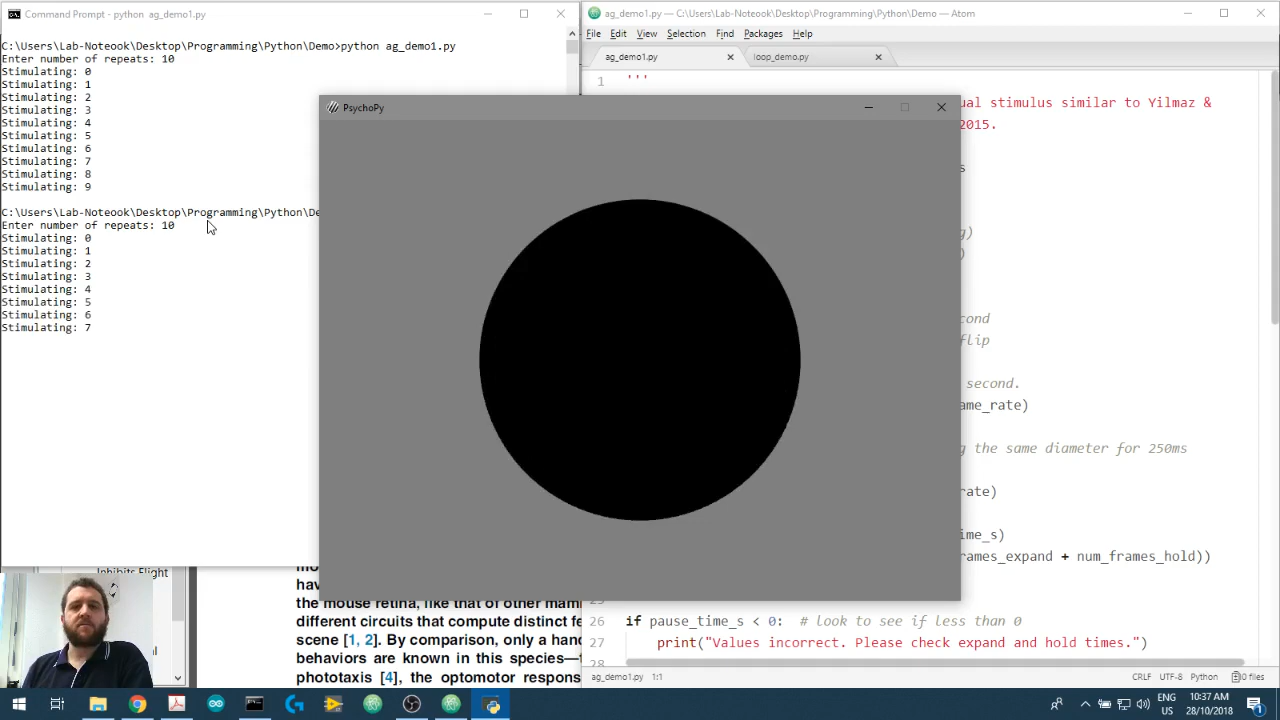 Command Prompt - python  ag_demo1.py
C:\Users\Lab-Noteook\Desktop\Programming\Python\Demo>python ag_demo1.py
Enter number of repeats: 10
Stimulating: 0
Stimulating: 1
Stimulating: 2
Stimulating: 3
Stimulating: 4
Stimulating: 5
Stimulating: 6
Stimulating: 7
Stimulating: 8
Stimulating: 9
C:\Users\Lab-Noteook\Desktop\Programming\Python\De
Enter number of repeats: 10
Stimulating: 0
Stimulating: 1
Stimulating: 2
Stimulating: 3
Stimulating: 4
Stimulating: 5
Stimulating: 6
Stimulating: 7
PsychoPy
ag_demo1.py — C:\Users\Lab-Noteook\Desktop\Programming\Python\Demo — Atom
File Edit View Selection Find Packages Help
ag_demo1.py
loop_demo.py
1 '''
ual stimulus similar to Yilmaz &
2015.
s
g)
)
cond
flip
second.
ame_rate)
g the same diameter for 250ms
rate)
ime_s)
rames_expand + num_frames_hold))
26 if pause_time_s < 0:  # look to see if less than 0
27 print("Values incorrect. Please check expand and hold times.")
28
ag_demo1.py 1:1
CRLF UTF-8 Python 0 files
Inhibits Flight
hav
the mouse retina, like that of other mam
different circuits that compute distinct fe
scene [1, 2]. By comparison, only a hand
behaviors are known in this species—t
phototaxis [4], the optomotor respons
ENG
US
10:37 AM
28/10/2018
1